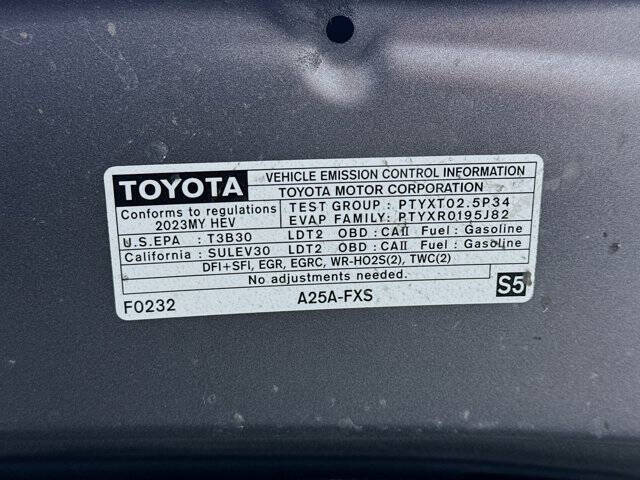 TOYOTA
VEHICLE EMISSION CONTROL INFORMATION
TOYOTA MOTOR CORPORATION
Conforms to regulations
2023MY HEV
TEST GROUP : PTYXT02.5P34
EVAP FAMILY: PTYXR0195J82
U.S.EPA : T3B30 LDT2 OBD : CAII Fuel : Gasoline
California : SULEV30 LDT2 OBD : CAII Fuel : Gasoline
DFI+SFI, EGR, EGRC, WR-HO2S(2), TWC(2)
No adjustments needed.
F0232 A25A-FXS S5